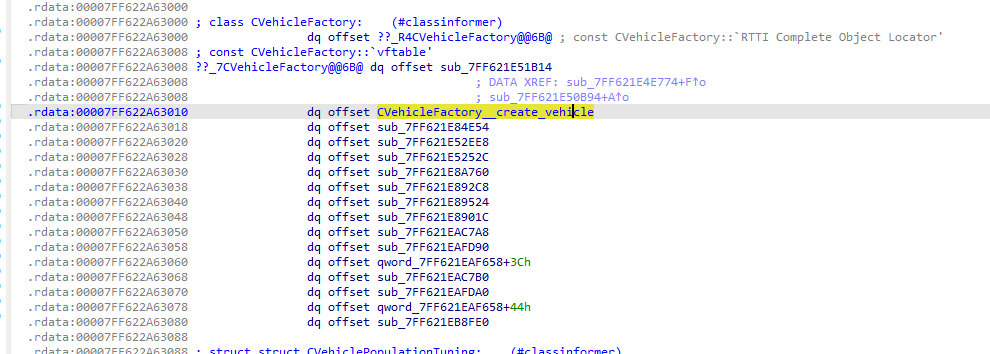 .rdata:00007FF622A63000
.rdata:00007FF622A63000 ; class CVehicleFactory:    (#classinformer)
.rdata:00007FF622A63000 dq offset ??_R4CVehicleFactory@@6B@ ; const CVehicleFactory::`RTTI Complete Object Locator'
.rdata:00007FF622A63008 ; const CVehicleFactory::`vftable'
.rdata:00007FF622A63008 ??_7CVehicleFactory@@6B@ dq offset sub_7FF621E51B14
.rdata:00007FF622A63008 ; DATA XREF: sub_7FF621E4E774+F↑o
.rdata:00007FF622A63008 ; sub_7FF621E50B94+A↑o
.rdata:00007FF622A63010 dq offset CVehicleFactory__create_vehicle
.rdata:00007FF622A63018 dq offset sub_7FF621E84E54
.rdata:00007FF622A63020 dq offset sub_7FF621E52EE8
.rdata:00007FF622A63028 dq offset sub_7FF621E5252C
.rdata:00007FF622A63030 dq offset sub_7FF621E8A760
.rdata:00007FF622A63038 dq offset sub_7FF621E892C8
.rdata:00007FF622A63040 dq offset sub_7FF621E89524
.rdata:00007FF622A63048 dq offset sub_7FF621E8901C
.rdata:00007FF622A63050 dq offset sub_7FF621EAC7A8
.rdata:00007FF622A63058 dq offset sub_7FF621EAFD90
.rdata:00007FF622A63060 dq offset qword_7FF621EAF658+3Ch
.rdata:00007FF622A63068 dq offset sub_7FF621EAC7B0
.rdata:00007FF622A63070 dq offset sub_7FF621EAFDA0
.rdata:00007FF622A63078 dq offset qword_7FF621EAF658+44h
.rdata:00007FF622A63080 dq offset sub_7FF621EB8FE0
.rdata:00007FF622A63088
.rdata:00007FF622A63088 ; struct struct CVehiclePopulationTuning:    (#classinformer)